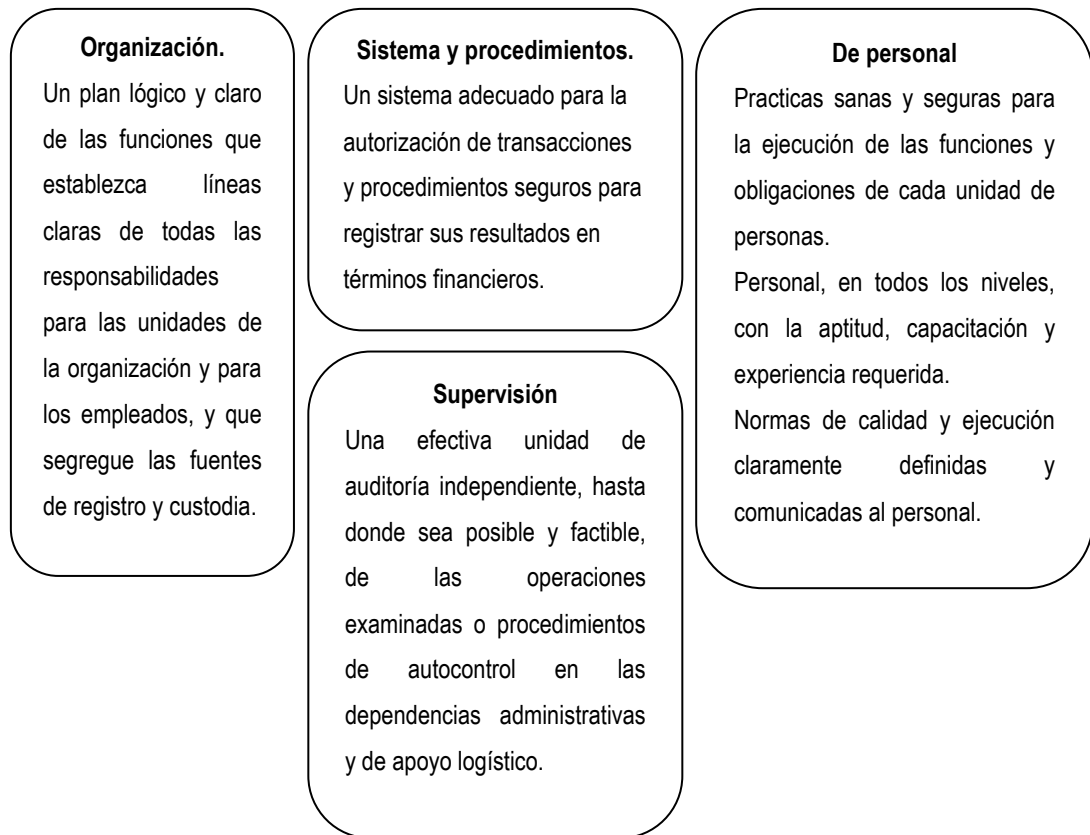 Organización.
Un plan lógico y claro
de las funciones que
establezca líneas
claras de todas las
responsabilidades
para las unidades de
la organización y para
los empleados, y que
segregue las fuentes
de registro y custodia.
Sistema y procedimientos.
Un sistema adecuado para la
autorización de transacciones
y procedimientos seguros para
registrar sus resultados en
términos financieros.
Supervisión
Una efectiva unidad de
auditoría independiente, hasta
donde sea posible y factible,
de las operaciones
examinadas o procedimientos
de autocontrol en las
dependencias administrativas
y de apoyo logístico.
De personal
Practicas sanas y seguras para
la ejecución de las funciones y
obligaciones de cada unidad de
personas.
Personal, en todos los niveles,
con la aptitud, capacitación y
experiencia requerida.
Normas de calidad y ejecución
claramente definidas y
comunicadas al personal.